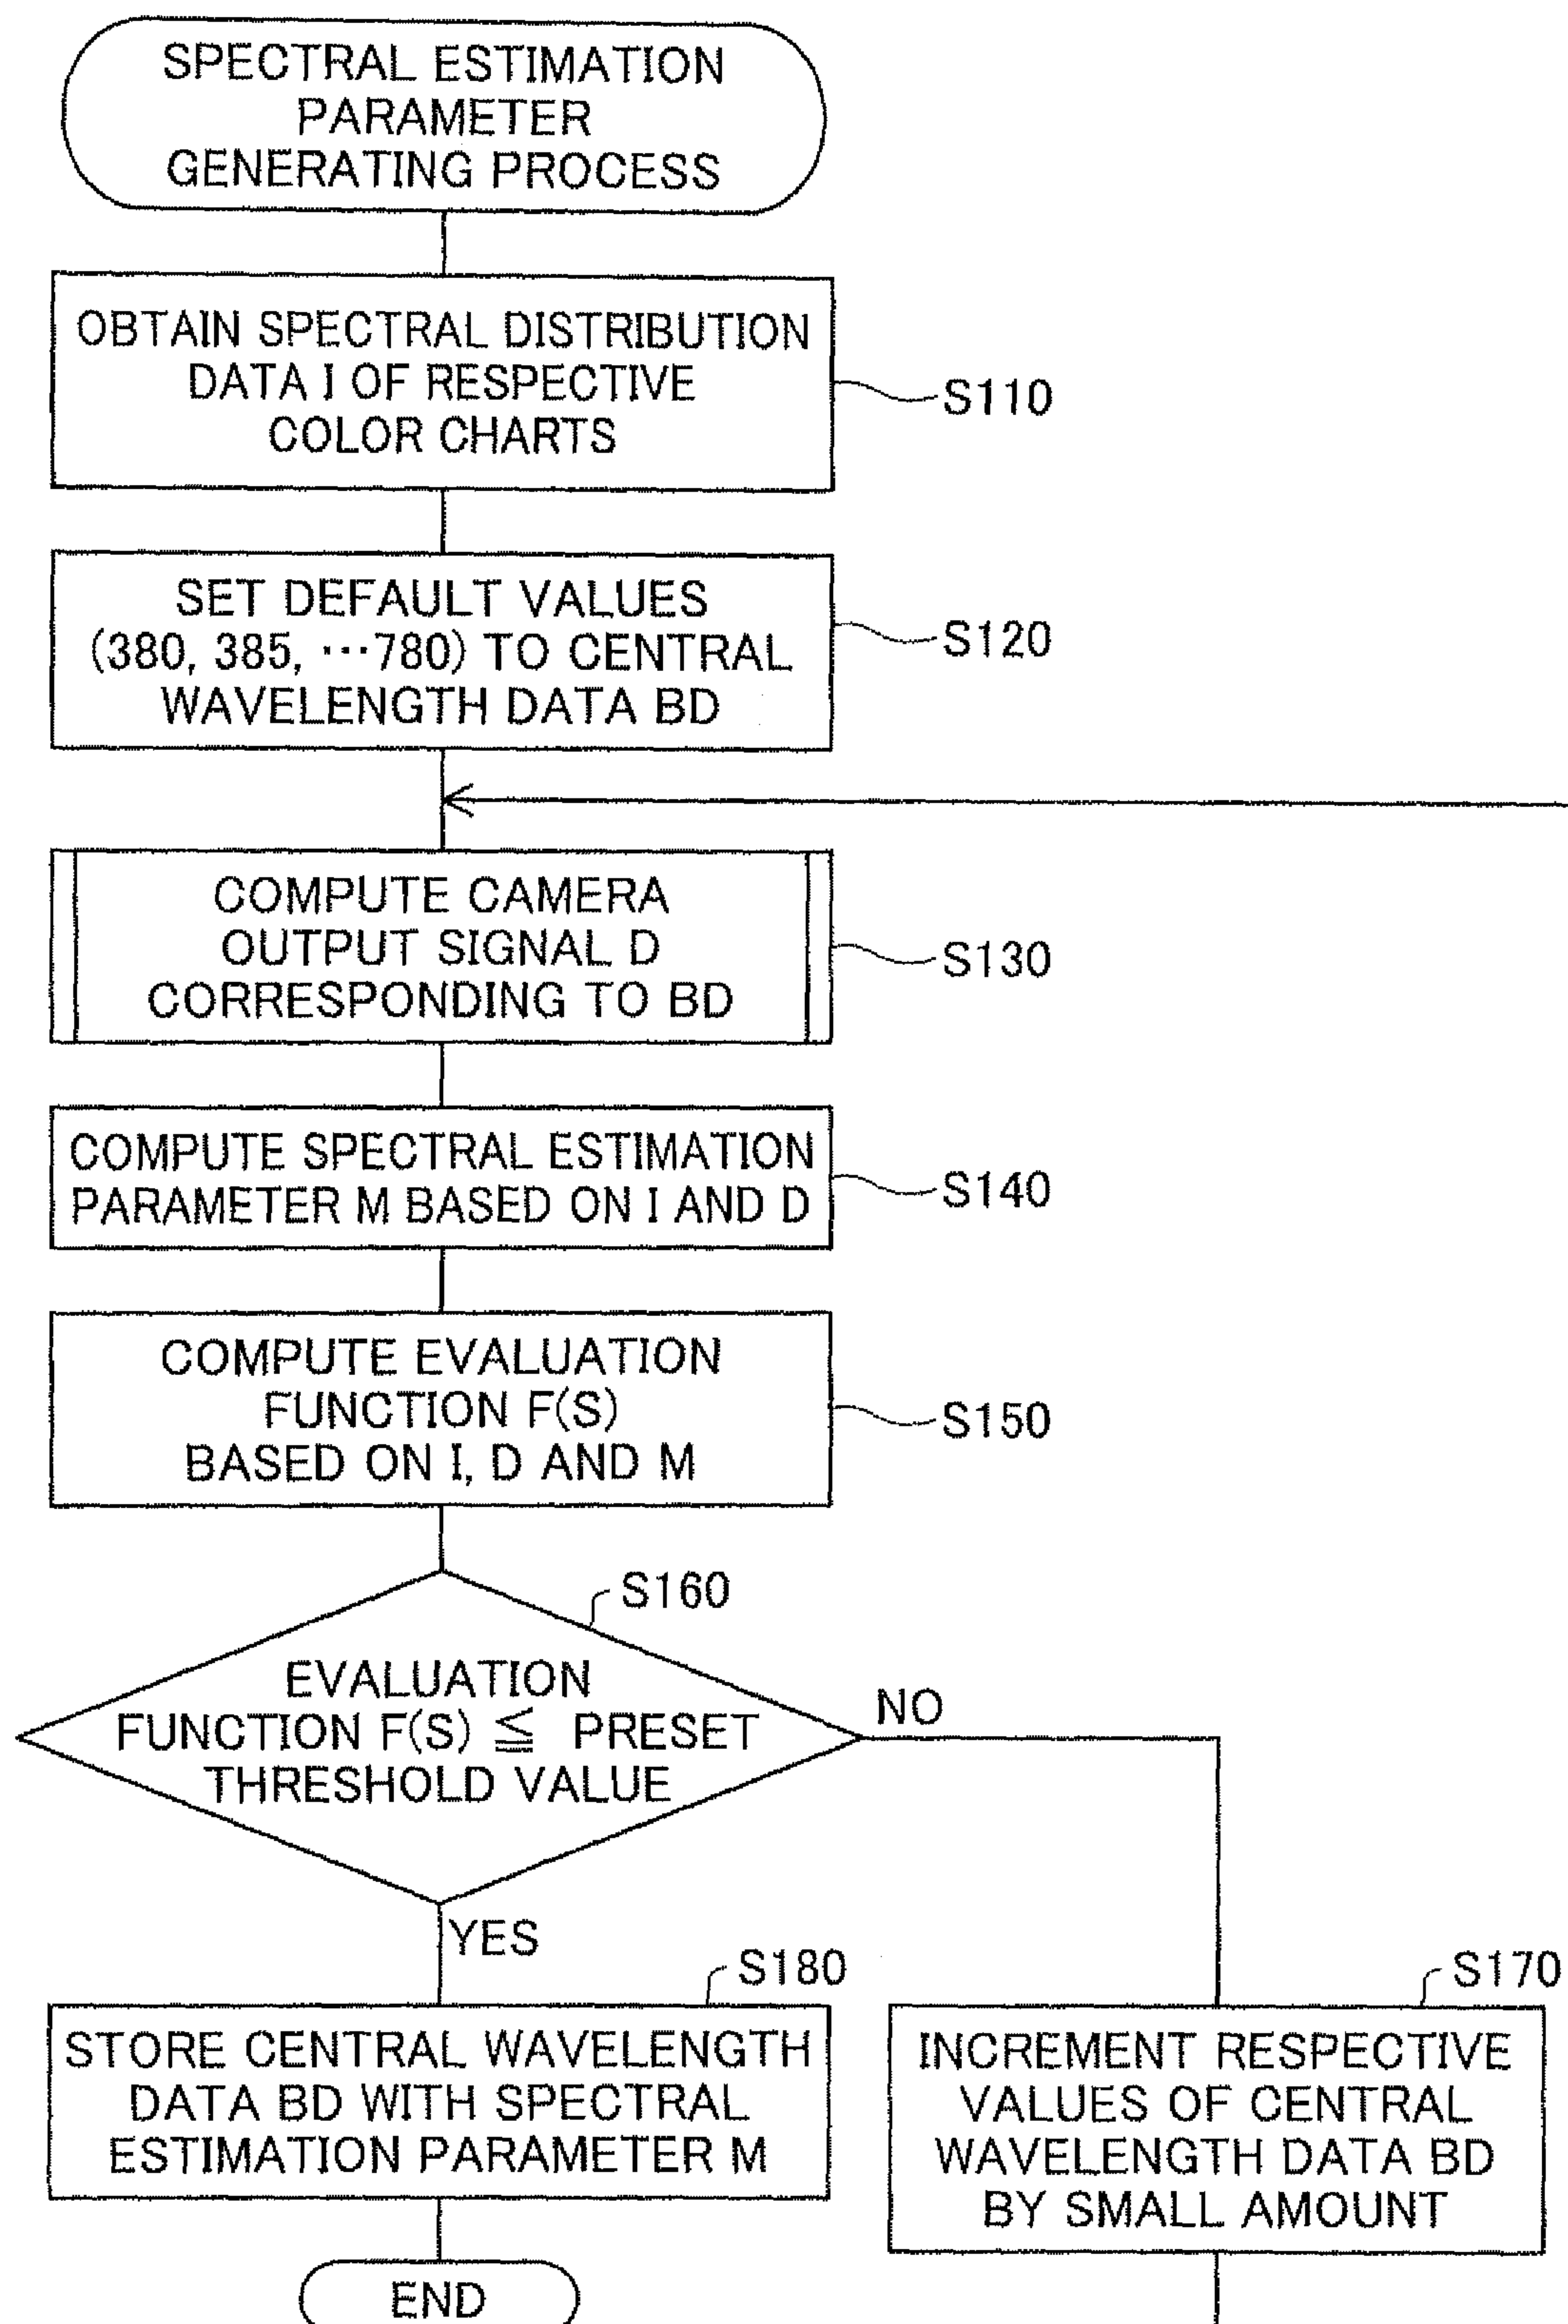 SPECTRAL ESTIMATION
PARAMETER
GENERATING PROCESS
OBTAIN SPECTRAL DISTRIBUTION
DATA I OF RESPECTIVE
COLOR CHARTS
S110
SET DEFAULT VALUES
(380, 385, ···780) TO CENTRAL
WAVELENGTH DATA BD
S120
COMPUTE CAMERA
OUTPUT SIGNAL D
CORRESPONDING TO BD
S130
COMPUTE SPECTRAL ESTIMATION
PARAMETER M BASED ON I AND D
S140
COMPUTE EVALUATION
FUNCTION F(S)
BASED ON I, D AND M
S150
S160
EVALUATION
FUNCTION F(S) ≦ PRESET
THRESHOLD VALUE
NO
YES
S180
STORE CENTRAL WAVELENGTH
DATA BD WITH SPECTRAL
ESTIMATION PARAMETER M
S170
INCREMENT RESPECTIVE
VALUES OF CENTRAL
WAVELENGTH DATA BD
BY SMALL AMOUNT
END